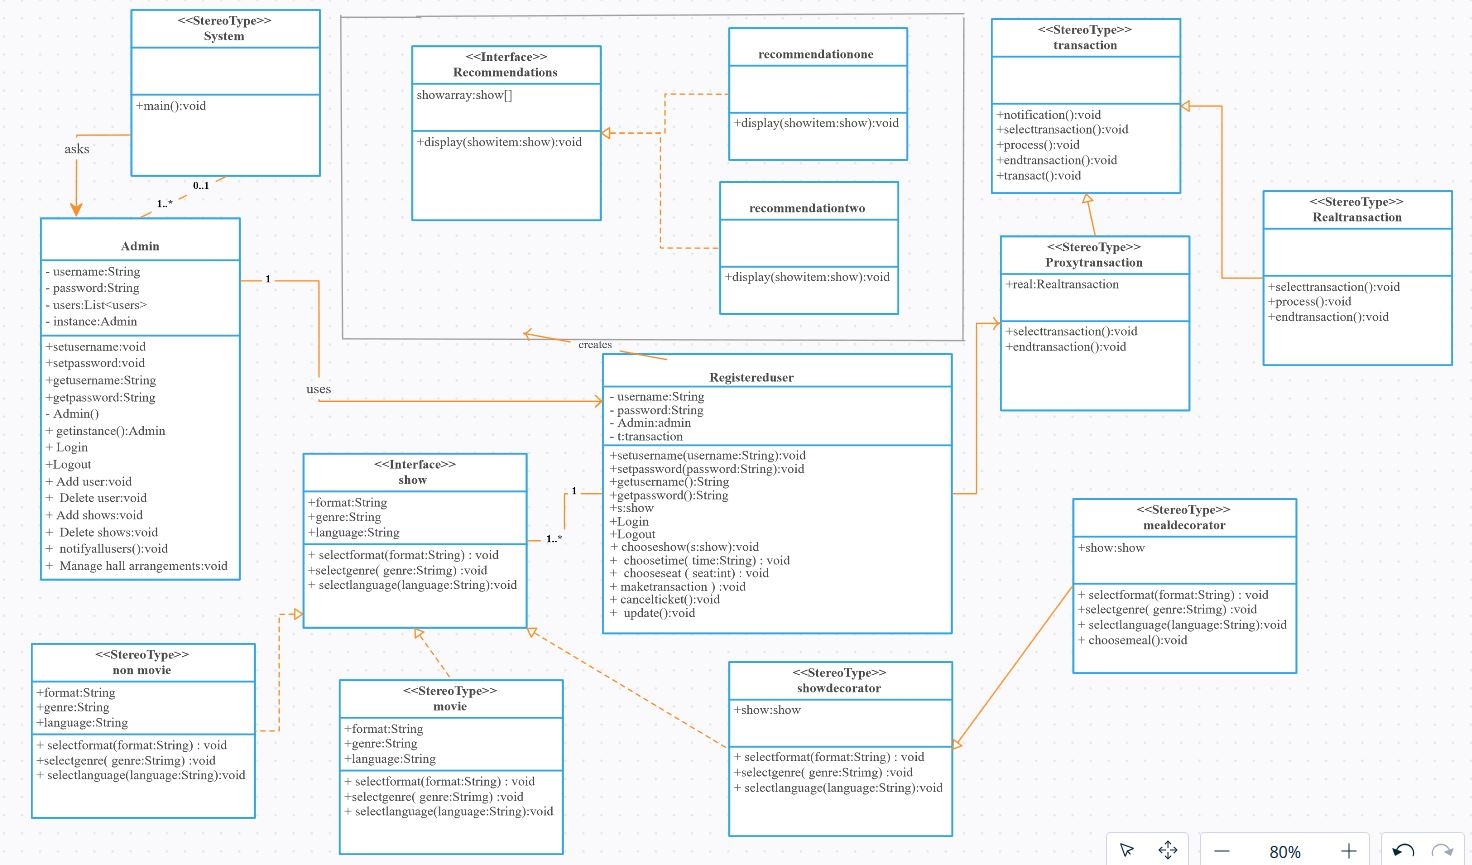 <<StereoType>>
System
+main():void
asks
0..1
1..*
Admin
- username:String
- password:String
- users:List<users>
- instance:Admin
+setusername:void
+setpassword:void
+getusername:String
+getpassword:String
- Admin()
+ getinstance():Admin
+ Login
+Logout
+ Add user:void
+ Delete user:void
+ Add shows:void
+ Delete shows:void
+ notifyallusers():void
+ Manage hall arrangements:void
1
uses
<<Interface>>
Recommendations
showarray:show[]
+display(showitem:show):void
recommendationone
+display(showitem:show):void
recommendationtwo
+display(showitem:show):void
creates
<<StereoType>>
transaction
+notification():void
+selecttransaction():void
+process():void
+endtransaction():void
+transact():void
<<StereoType>>
Realtransaction
+selecttransaction():void
+process():void
+endtransaction():void
<<StereoType>>
Proxytransaction
+real:Realtransaction
+selecttransaction():void
+endtransaction():void
Registereduser
- username:String
- password:String
- Admin:admin
- t:transaction
+setusername(username:String):void
+setpassword(password:String):void
+getusername():String
+getpassword():String
+s:show
+Login
+Logout
+ chooseshow(s:show):void
+ choosetime( time:String) : void
+ chooseseat ( seat:int) : void
+ maketransaction ) :void
+ cancelticket():void
+ update():void
1
1..*
<<Interface>>
show
+format:String
+genre:String
+language:String
+ selectformat(format:String) : void
+selectgenre( genre:Strimg) :void
+ selectlanguage(language:String):void
<<StereoType>>
non movie
+format:String
+genre:String
+language:String
+ selectformat(format:String) : void
+selectgenre( genre:Strimg) :void
+ selectlanguage(language:String):void
<<StereoType>>
movie
+format:String
+genre:String
+language:String
+ selectformat(format:String) : void
+selectgenre( genre:Strimg) :void
+ selectlanguage(language:String):void
<<StereoType>>
showdecorator
+show:show
+ selectformat(format:String) : void
+selectgenre( genre:Strimg) :void
+ selectlanguage(language:String):void
<<StereoType>>
mealdecorator
+show:show
+ selectformat(format:String) : void
+selectgenre( genre:Strimg) :void
+ selectlanguage(language:String):void
+ choosemeal():void
80%